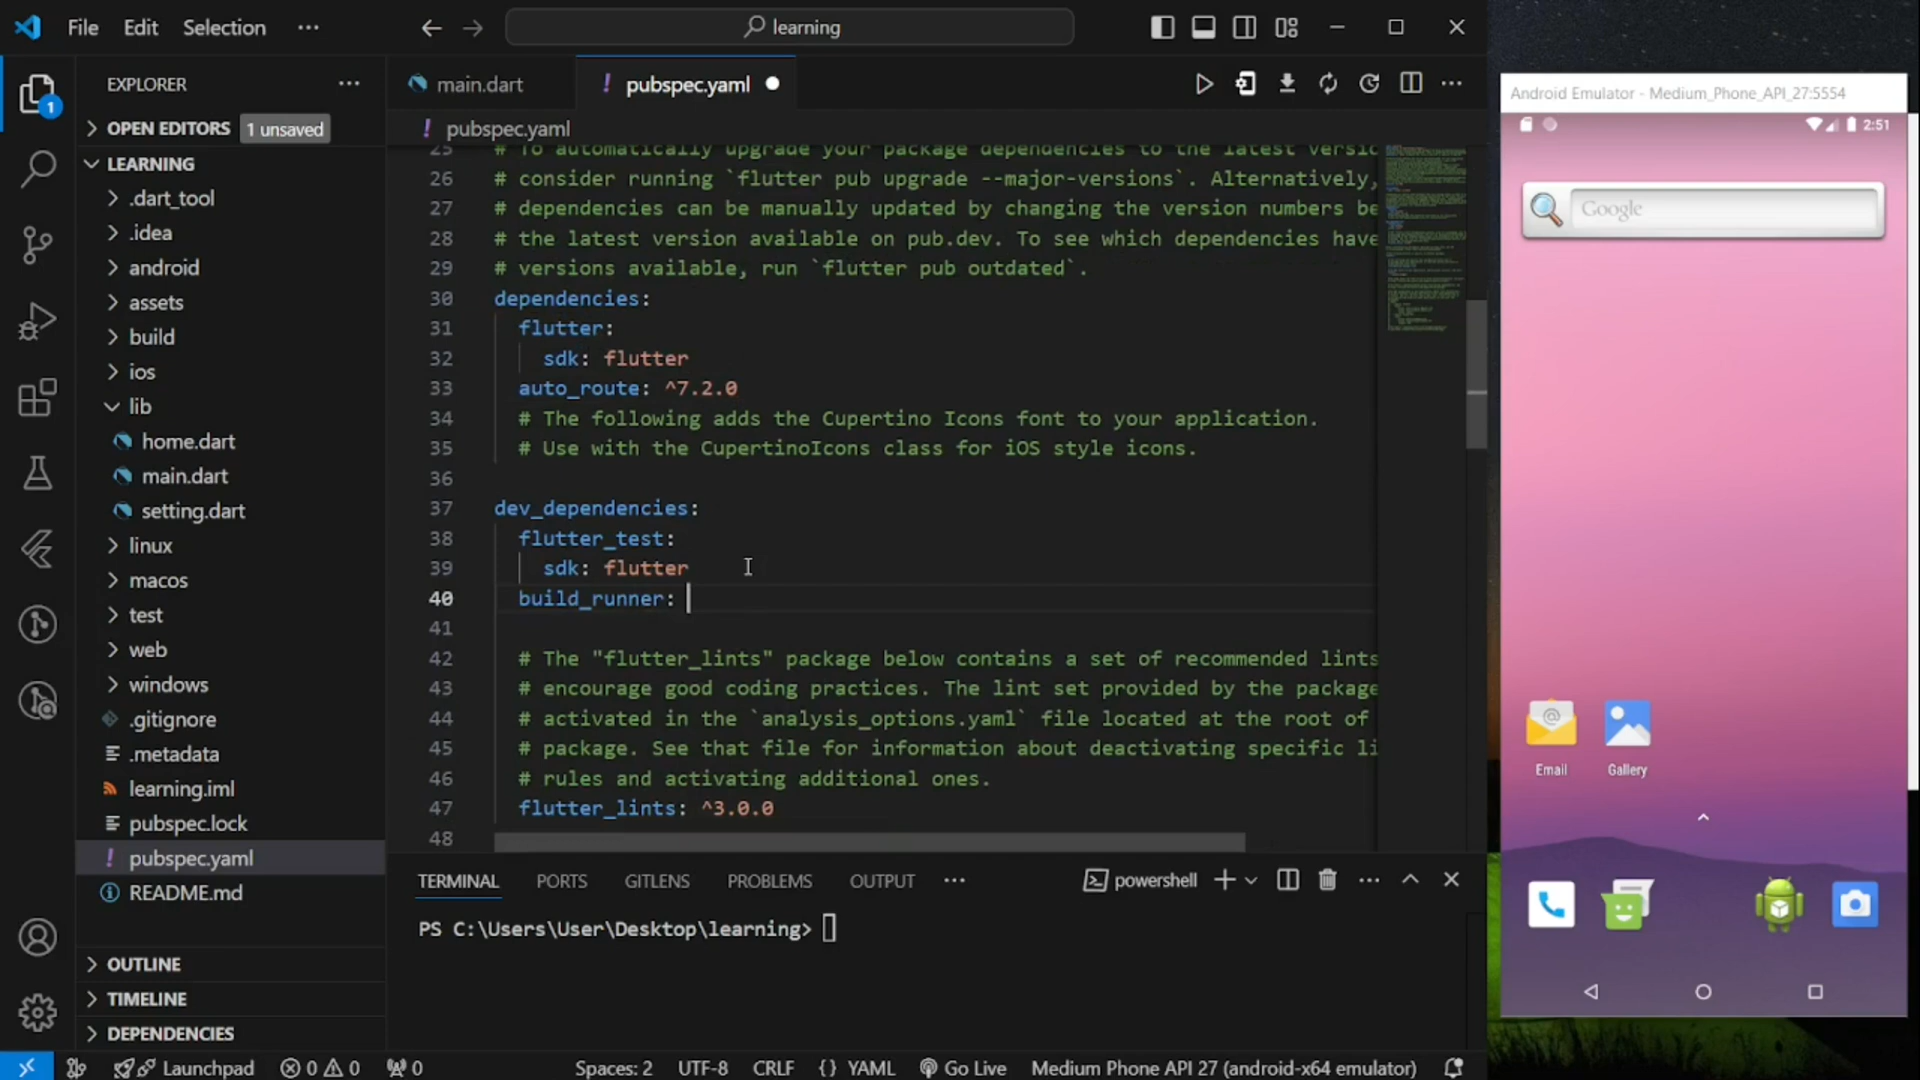 File Edit Selection ···
learning
EXPLORER
OPEN EDITORS 1 unsaved
LEARNING
.dart_tool
.idea
android
assets
build
ios
lib
home.dart
main.dart
setting.dart
linux
macos
test
web
windows
.gitignore
.metadata
learning.iml
pubspec.lock
pubspec.yaml
README.md
OUTLINE
TIMELINE
DEPENDENCIES
1
main.dart
! pubspec.yaml
! pubspec.yaml
25 # To automatically upgrade your package dependencies to the latest versic
26 # consider running `flutter pub upgrade --major-versions`. Alternatively,
27 # dependencies can be manually updated by changing the version numbers be
28 # the latest version available on pub.dev. To see which dependencies have
29 # versions available, run `flutter pub outdated`.
30 dependencies:
31 flutter:
32 sdk: flutter
33 auto_route: ^7.2.0
34 # The following adds the Cupertino Icons font to your application.
35 # Use with the CupertinoIcons class for iOS style icons.
36
37 dev_dependencies:
38 flutter_test:
39 sdk: flutter
40 build_runner:
41
42 # The "flutter_lints" package below contains a set of recommended lints
43 # encourage good coding practices. The lint set provided by the package
44 # activated in the `analysis_options.yaml` file located at the root of
45 # package. See that file for information about deactivating specific li
46 # rules and activating additional ones.
47 flutter_lints: ^3.0.0
48
TERMINAL PORTS GITLENS PROBLEMS OUTPUT ··· powershell
PS C:\Users\User\Desktop\learning>
Launchpad 0 0 0 Spaces: 2 UTF-8 CRLF {} YAML Go Live Medium Phone API 27 (android-x64 emulator)
Android Emulator - Medium_Phone_API_27:5554
2:51
Google
Email Gallery